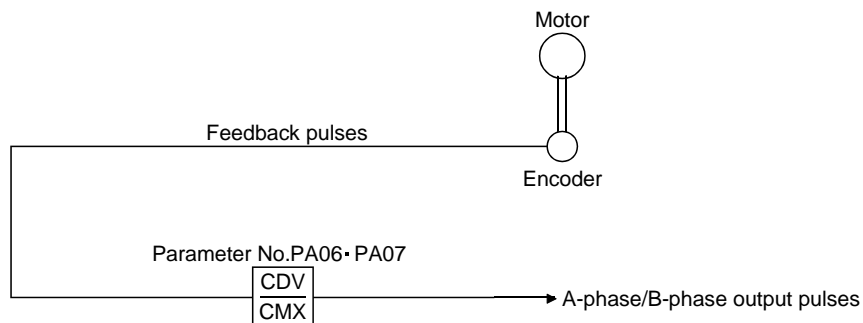 Motor
Feedback pulses
Encoder
Parameter No.PA06· PA07
CDV
CMX
A-phase/B-phase output pulses